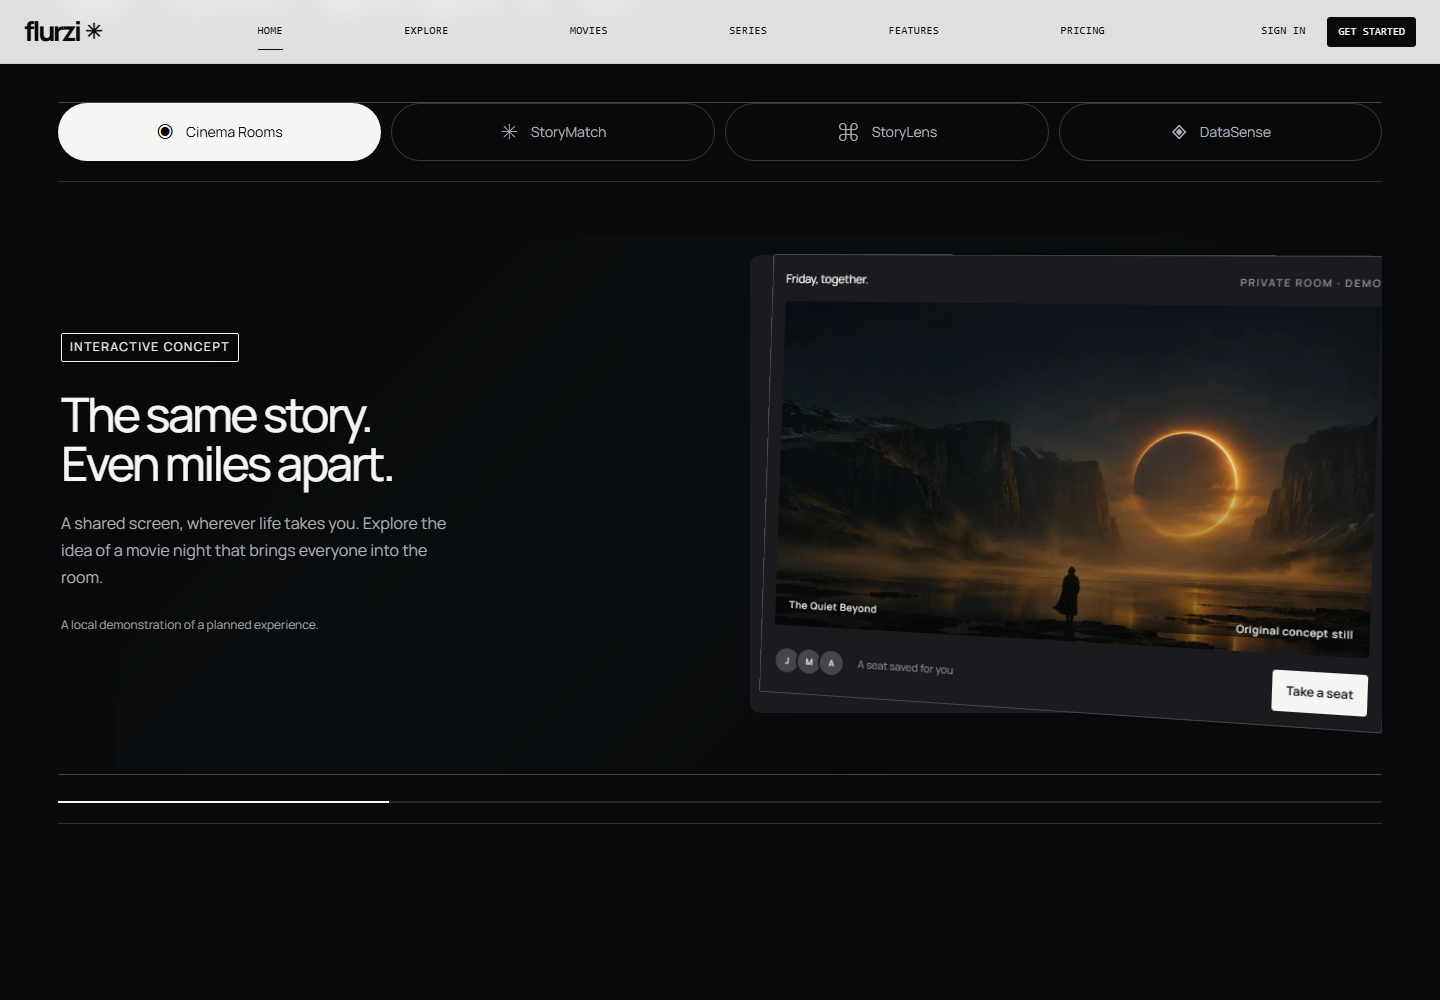 flurzi
HOME
EXPLORE
MOVIES
SERIES
FEATURES
PRICING
SIGN IN
GET STARTED
Cinema Rooms
StoryMatch
StoryLens
DataSense
Friday, together.
PRIVATE ROOM · DEMO
INTERACTIVE CONCEPT
The same story.
Even miles apart.
A shared screen, wherever life takes you. Explore the
idea of a movie night that brings everyone into the
room.
A local demonstration of a planned experience.
The Quiet Beyond
Original concept still
J
M
A
A seat saved for you
Take a seat